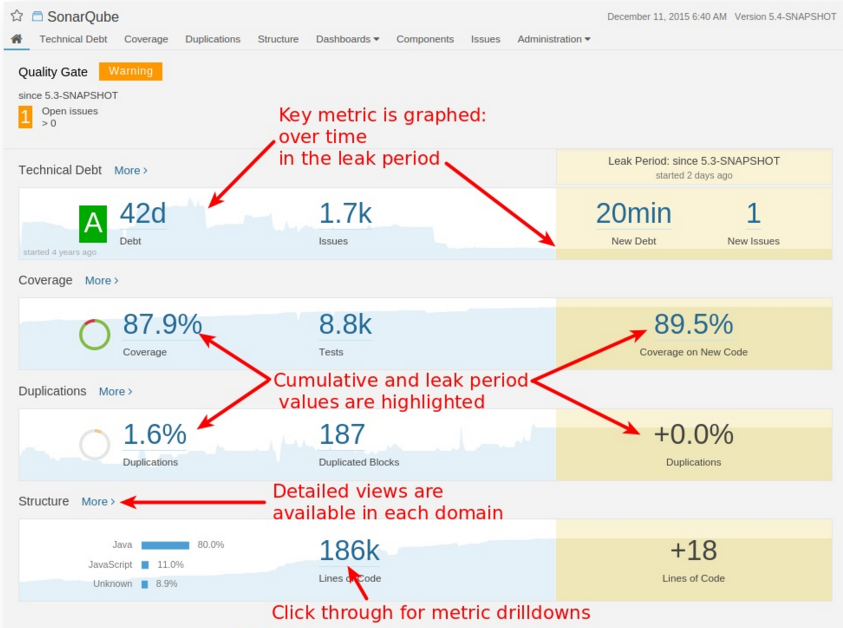 SonarQube
December 11, 2015 6:40 AM Version 5.4-SNAPSHOT
Technical Debt Coverage Duplications Structure Dashboards Components Issues Administration
Quality Gate Warning
since 5.3-SNAPSHOT
1 Open issues
> 0
Key metric is graphed:
over time
in the leak period
Technical Debt More ›
Leak Period: since 5.3-SNAPSHOT
started 2 days ago
A 42d 1.7k 20min 1
Debt Issues New Debt New Issues
started 4 years ago
Coverage More ›
87.9% 8.8k 89.5%
Coverage Tests Coverage on New Code
Cumulative and leak period
values are highlighted
Duplications More ›
1.6% 187 +0.0%
Duplications Duplicated Blocks Duplications
Detailed views are
available in each domain
Structure More ›
Java 80.0%
JavaScript 11.0%
Unknown 8.9%
186k +18
Lines of Code Lines of Code
Click through for metric drilldowns